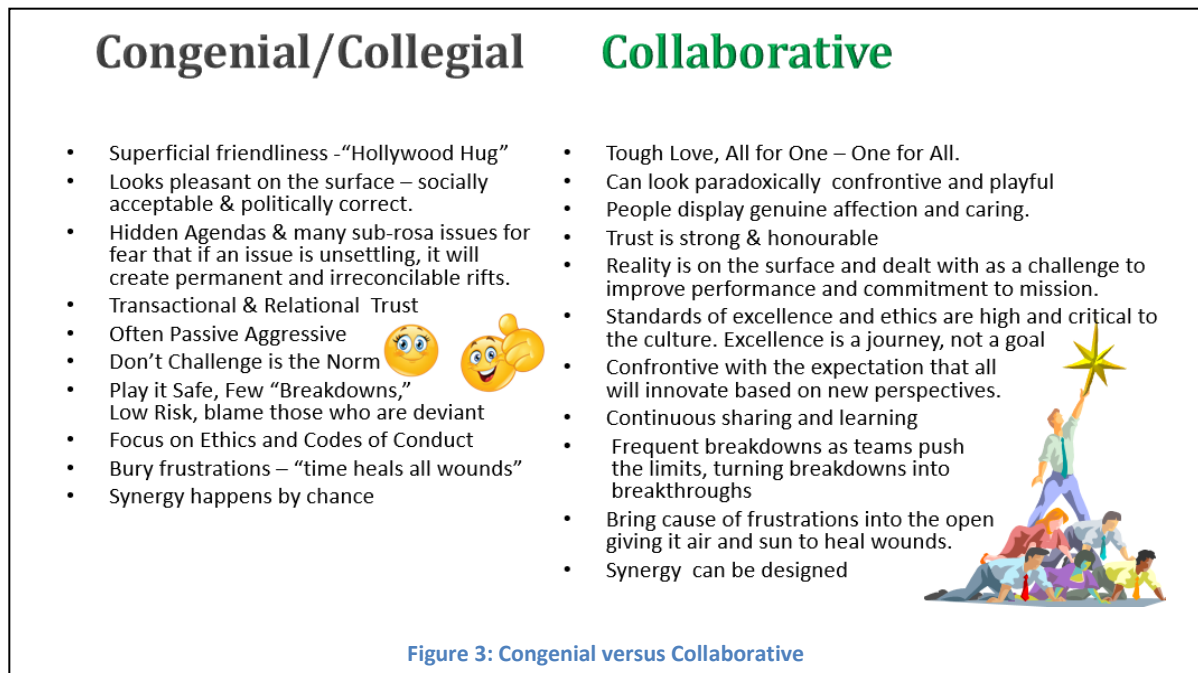 Congenial/Collegial
• Superficial friendliness -“Hollywood Hug”
• Looks pleasant on the surface – socially
acceptable & politically correct.
• Hidden Agendas & many sub-rosa issues for
fear that if an issue is unsettling, it will
create permanent and irreconcilable rifts.
• Transactional & Relational  Trust
• Often Passive Aggressive
• Don’t Challenge is the Norm
• Play it Safe, Few “Breakdowns,”
Low Risk, blame those who are deviant
• Focus on Ethics and Codes of Conduct
• Bury frustrations – “time heals all wounds”
• Synergy happens by chance
Collaborative
• Tough Love, All for One – One for All.
• Can look paradoxically  confrontive and playful
• People display genuine affection and caring.
• Trust is strong & honourable
• Reality is on the surface and dealt with as a challenge to
improve performance and commitment to mission.
• Standards of excellence and ethics are high and critical to
the culture. Excellence is a journey, not a goal
• Confrontive with the expectation that all
will innovate based on new perspectives.
• Continuous sharing and learning
• Frequent breakdowns as teams push
the limits, turning breakdowns into
breakthroughs
• Bring cause of frustrations into the open
giving it air and sun to heal wounds.
• Synergy  can be designed
Figure 3: Congenial versus Collaborative